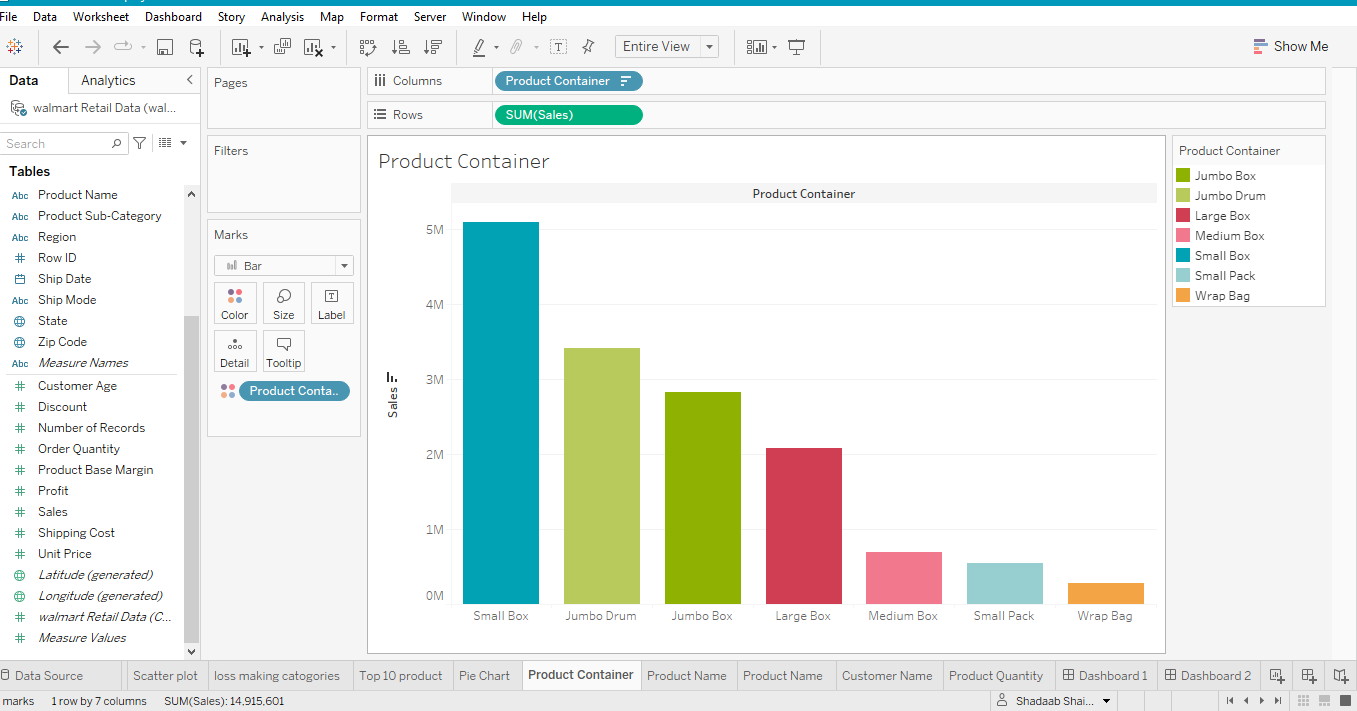 File Data Worksheet Dashboard Story Analysis Map Format Server Window Help
Entire View
Show Me
Data Analytics
walmart Retail Data (wal...
Search
Tables
Abc Product Name
Abc Product Sub-Category
Abc Region
Row ID
Ship Date
Abc Ship Mode
State
Zip Code
Abc Measure Names
Customer Age
Discount
Number of Records
Order Quantity
Product Base Margin
Profit
Sales
Shipping Cost
Unit Price
Latitude (generated)
Longitude (generated)
walmart Retail Data (C...
Measure Values
Pages
Filters
Marks
Bar
Color Size Label
Detail Tooltip
Product Conta..
Columns Product Container
Rows SUM(Sales)
Product Container
Product Container
5M
4M
3M
2M
1M
0M
Sales
Small Box Jumbo Drum Jumbo Box Large Box Medium Box Small Pack Wrap Bag
Product Container
Jumbo Box
Jumbo Drum
Large Box
Medium Box
Small Box
Small Pack
Wrap Bag
Data Source Scatter plot loss making catogories Top 10 product Pie Chart Product Container Product Name Product Name Customer Name Product Quantity Dashboard 1 Dashboard 2
marks 1 row by 7 columns SUM(Sales): 14,915,601 Shadaab Shai...